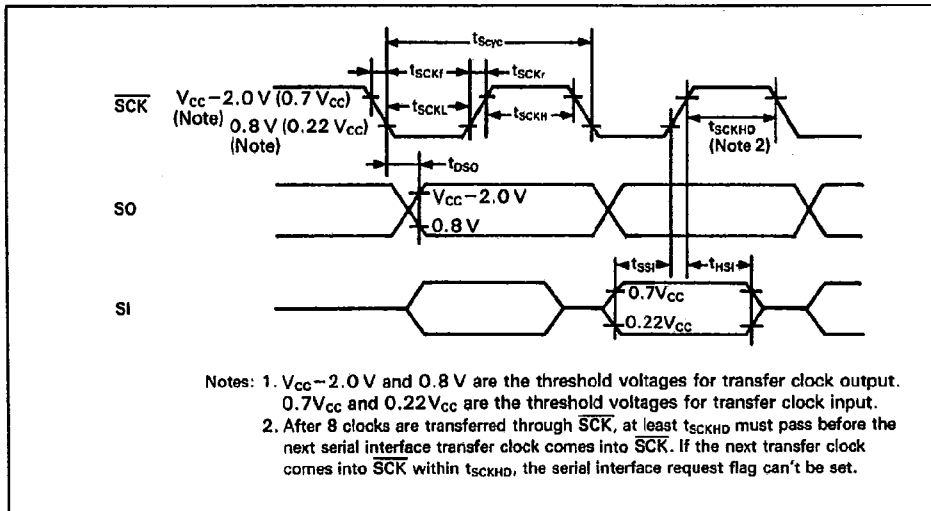 tScyc
tSCKf
tSCKr
SCK
VCC−2.0 V (0.7 VCC)
(Note)
tSCKL
tSCKH
0.8 V (0.22 VCC)
(Note)
tSCKHD
(Note 2)
tDSO
SO
VCC−2.0 V
0.8 V
tSSI
tHSI
SI
0.7VCC
0.22VCC
Notes: 1. VCC−2.0 V and 0.8 V are the threshold voltages for transfer clock output.
0.7VCC and 0.22VCC are the threshold voltages for transfer clock input.
2. After 8 clocks are transferred through SCK, at least tSCKHD must pass before the
next serial interface transfer clock comes into SCK. If the next transfer clock
comes into SCK within tSCKHD, the serial interface request flag can't be set.